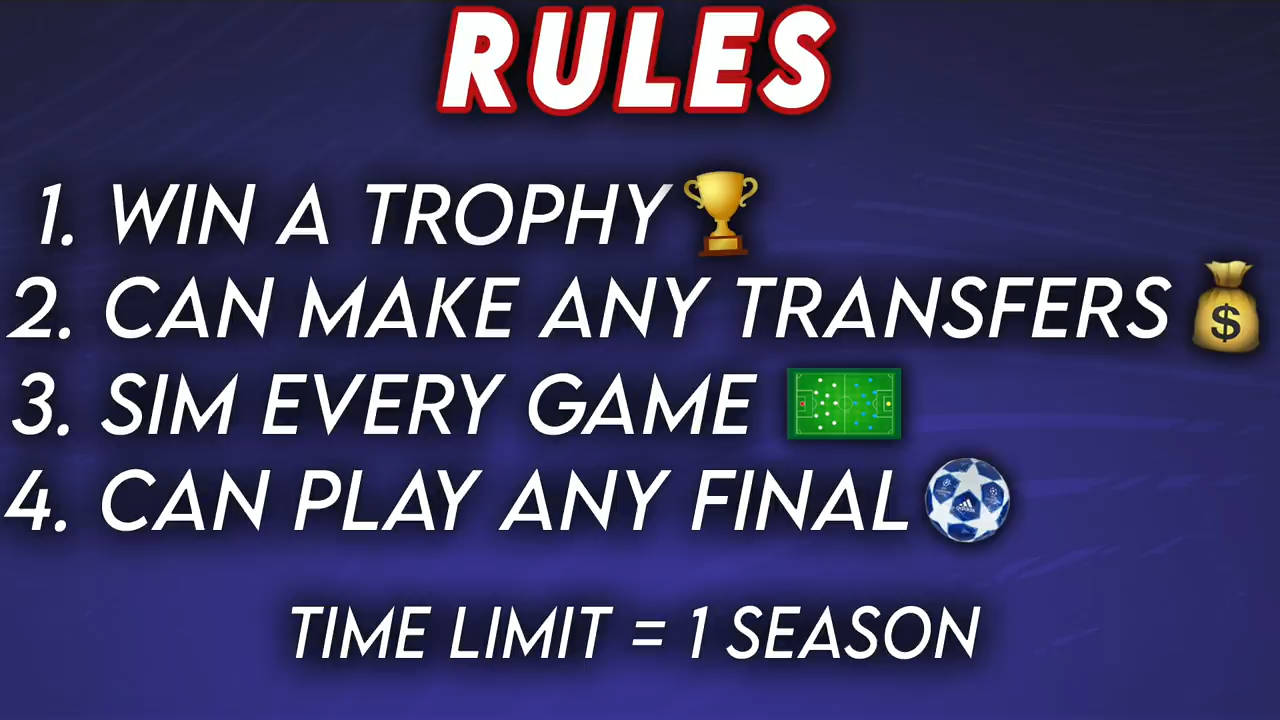 RULES
1. WIN A TROPHY
2. CAN MAKE ANY TRANSFERS $
3. SIM EVERY GAME
4. CAN PLAY ANY FINAL
TIME LIMIT = 1 SEASON